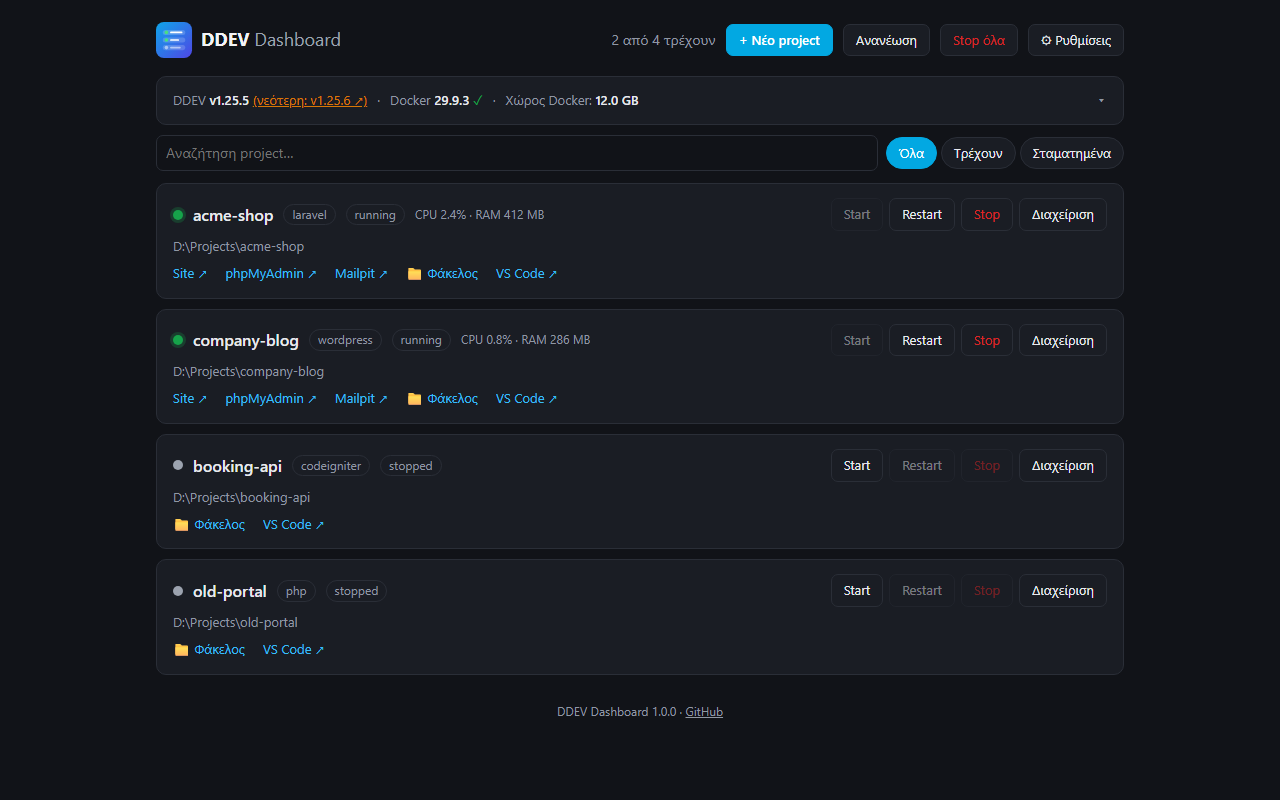 DDEV Dashboard
2 από 4 τρέχουν
+ Νέο project
Ανανέωση
Stop όλα
⚙ Ρυθμίσεις
DDEV v1.25.5 (νεότερη: v1.25.6 ↗) · Docker 29.9.3 ✓ · Χώρος Docker: 12.0 GB
Αναζήτηση project...
Όλα
Τρέχουν
Σταματημένα
acme-shop laravel running CPU 2.4% · RAM 412 MB
Start Restart Stop Διαχείριση
D:\Projects\acme-shop
Site ↗ phpMyAdmin ↗ Mailpit ↗ Φάκελος VS Code ↗
company-blog wordpress running CPU 0.8% · RAM 286 MB
Start Restart Stop Διαχείριση
D:\Projects\company-blog
Site ↗ phpMyAdmin ↗ Mailpit ↗ Φάκελος VS Code ↗
booking-api codeigniter stopped
Start Restart Stop Διαχείριση
D:\Projects\booking-api
Φάκελος VS Code ↗
old-portal php stopped
Start Restart Stop Διαχείριση
D:\Projects\old-portal
Φάκελος VS Code ↗
DDEV Dashboard 1.0.0 · GitHub